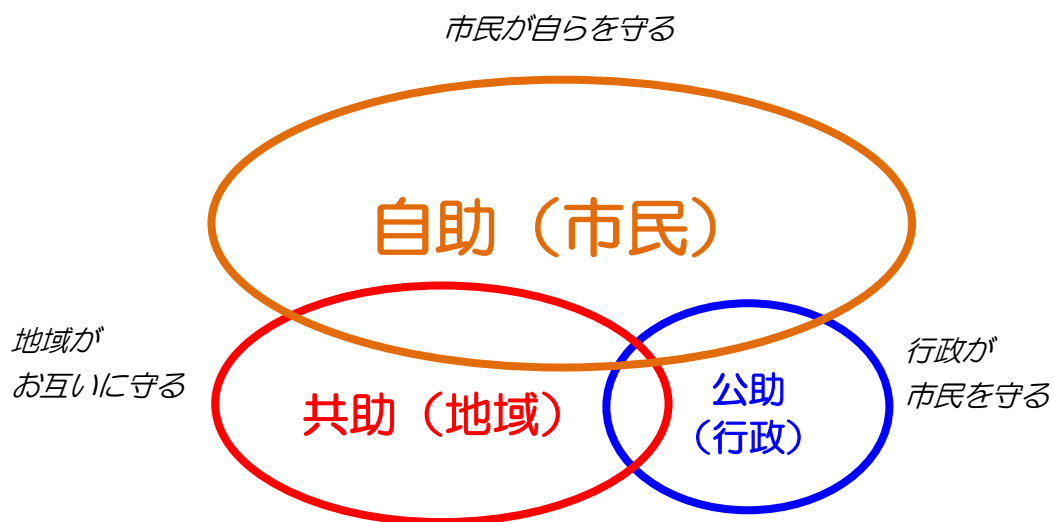 市民が自らを守る
自助（市民）
地域が
お互いに守る
共助（地域）
公助
（行政）
行政が
市民を守る